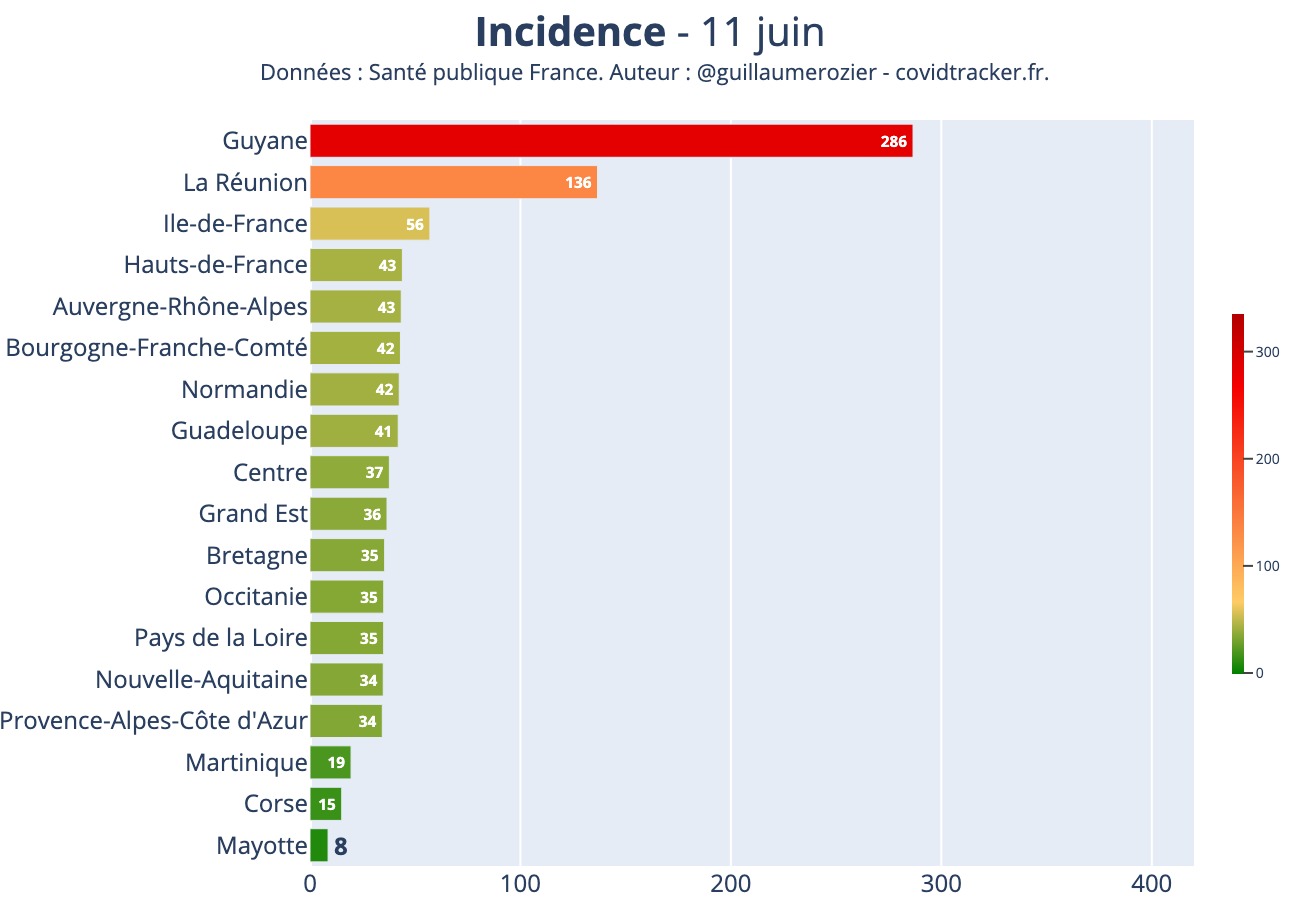 Incidence - 11 juin
Données : Santé publique France. Auteur : @guillaumerozier - covidtracker.fr.
Guyane 286
La Réunion 136
Ile-de-France 56
Hauts-de-France 43
Auvergne-Rhône-Alpes 43
Bourgogne-Franche-Comté 42
Normandie 42
Guadeloupe 41
Centre 37
Grand Est 36
Bretagne 35
Occitanie 35
Pays de la Loire 35
Nouvelle-Aquitaine 34
Provence-Alpes-Côte d'Azur 34
Martinique 19
Corse 15
Mayotte 8
0 100 200 300 400
300
200
100
0